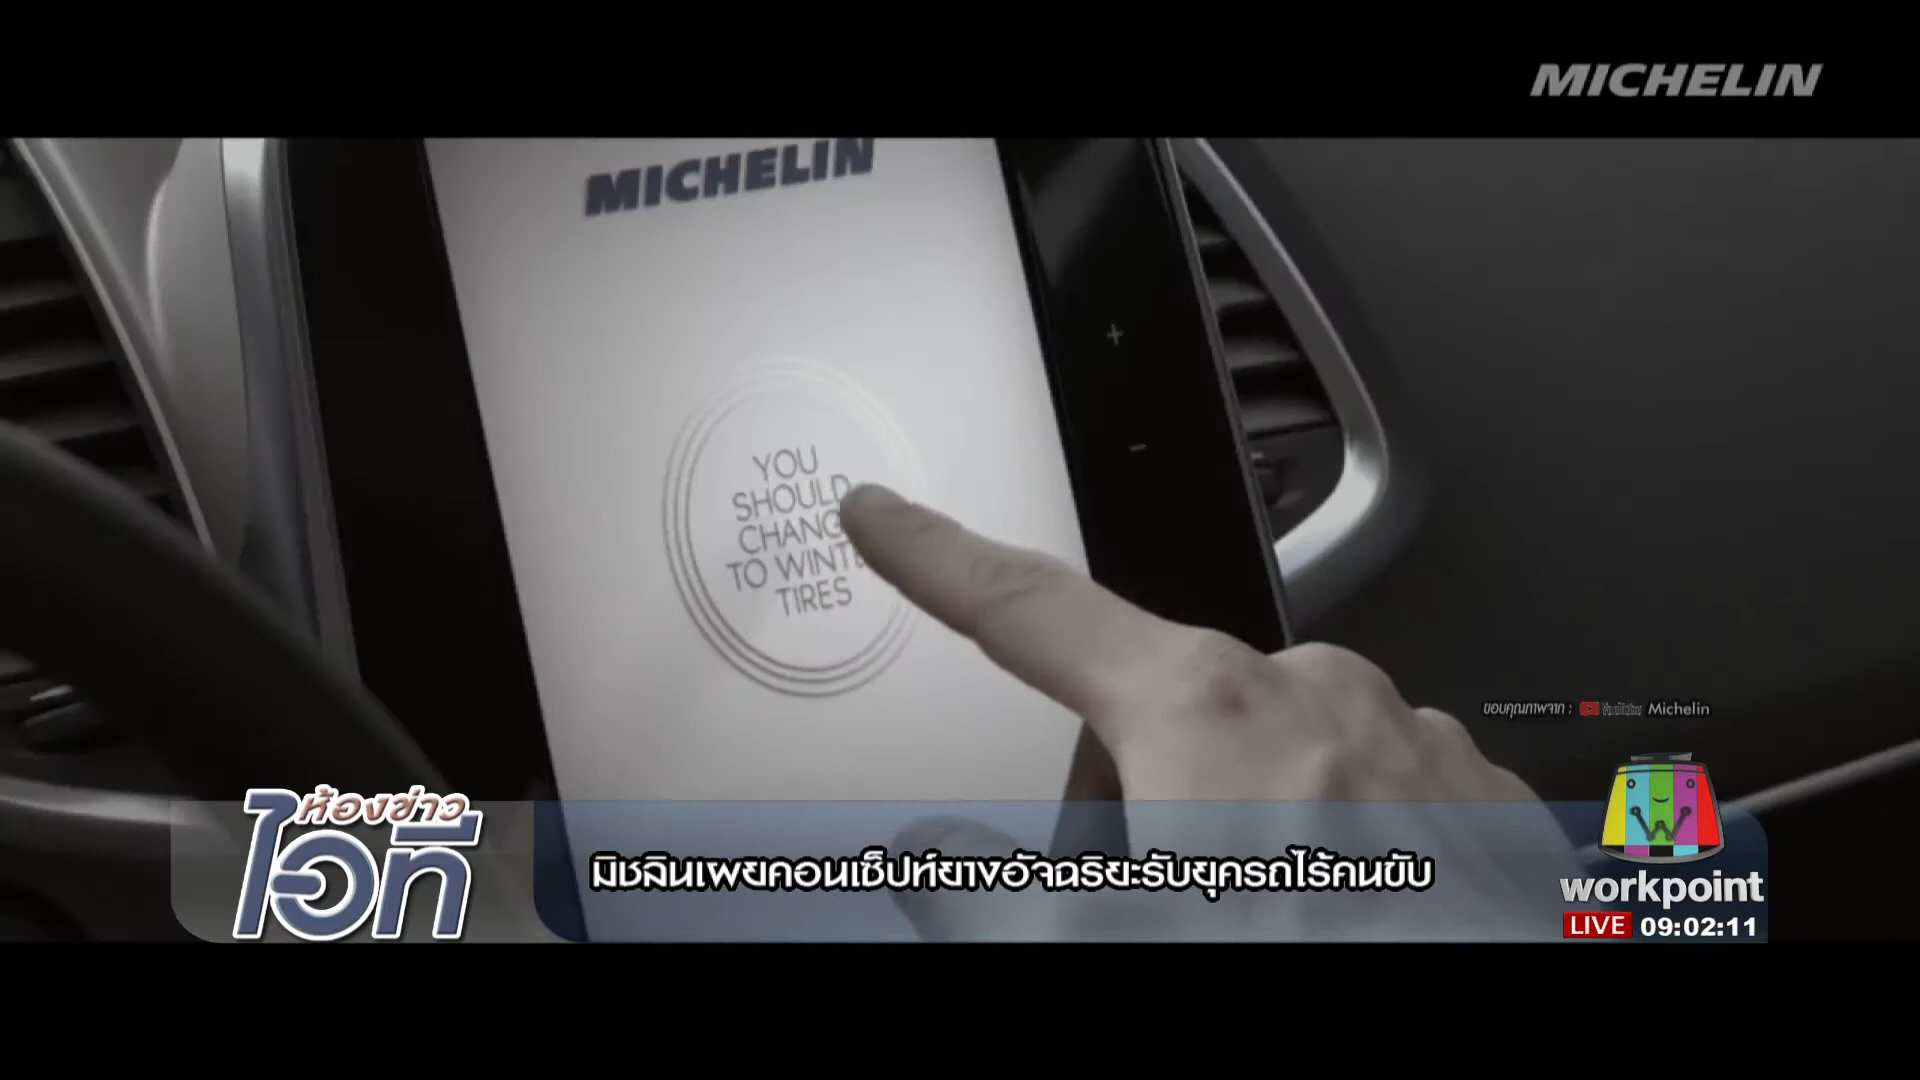 MICHELIN
MICHELIN
YOU
SHOULD
CHANG
TO WINTE
TIRES
ขอบคุณภาพจาก : YouTube Michelin
ห้องข่าว
ไอที
มิชลินเผยคอนเซ็ปท์ยางอัจฉริยะรับยุครถไร้คนขับ
workpoint
LIVE 09:02:11